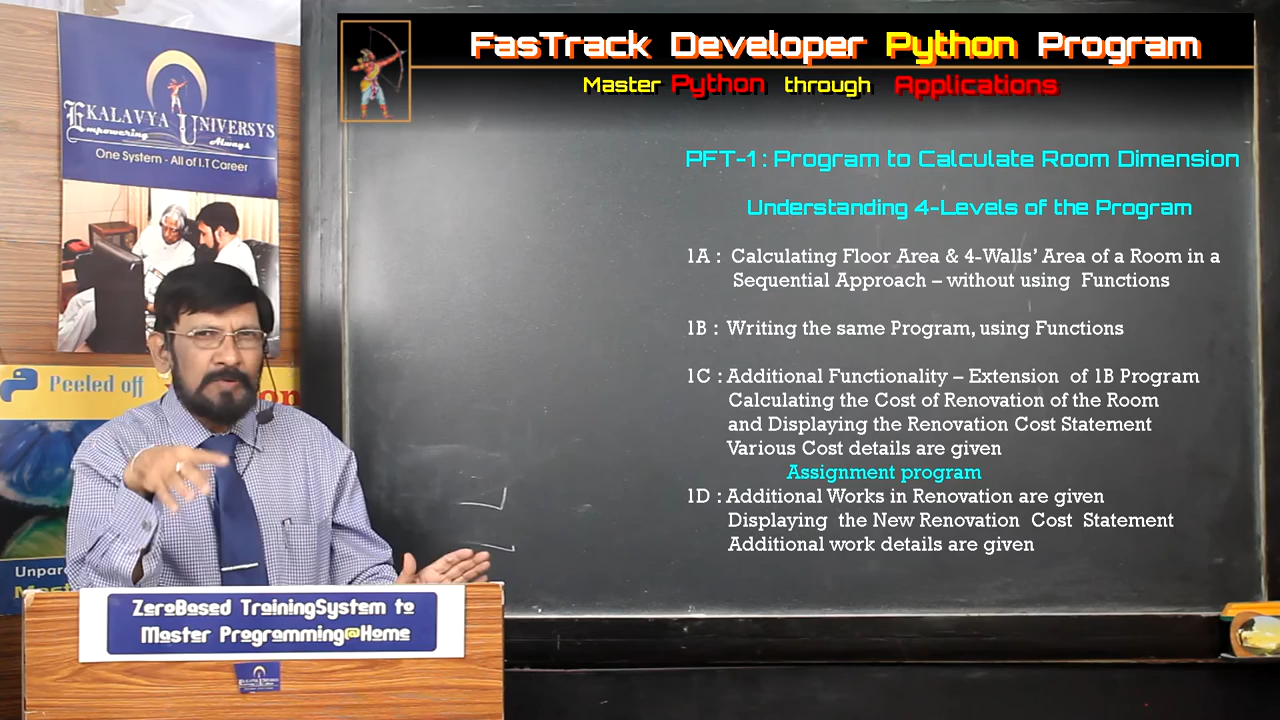 FasTrack Developer Python Program
Master Python through Applications
EKALAVYA UNIVERSYS
Empowering Always
One System - All of I.T Career
PFT-1 : Program to Calculate Room Dimension
Understanding 4-Levels of the Program
1A : Calculating Floor Area & 4-Walls' Area of a Room in a
Sequential Approach – without using Functions
1B : Writing the same Program, using Functions
1C : Additional Functionality – Extension of 1B Program
Calculating the Cost of Renovation of the Room
and Displaying the Renovation Cost Statement
Various Cost details are given
Assignment program
1D : Additional Works in Renovation are given
Displaying the New Renovation Cost Statement
Additional work details are given
Peeled off
ZeroBased TrainingSystem to
Master Programming@Home
EKALAVYA UNIVERSYS